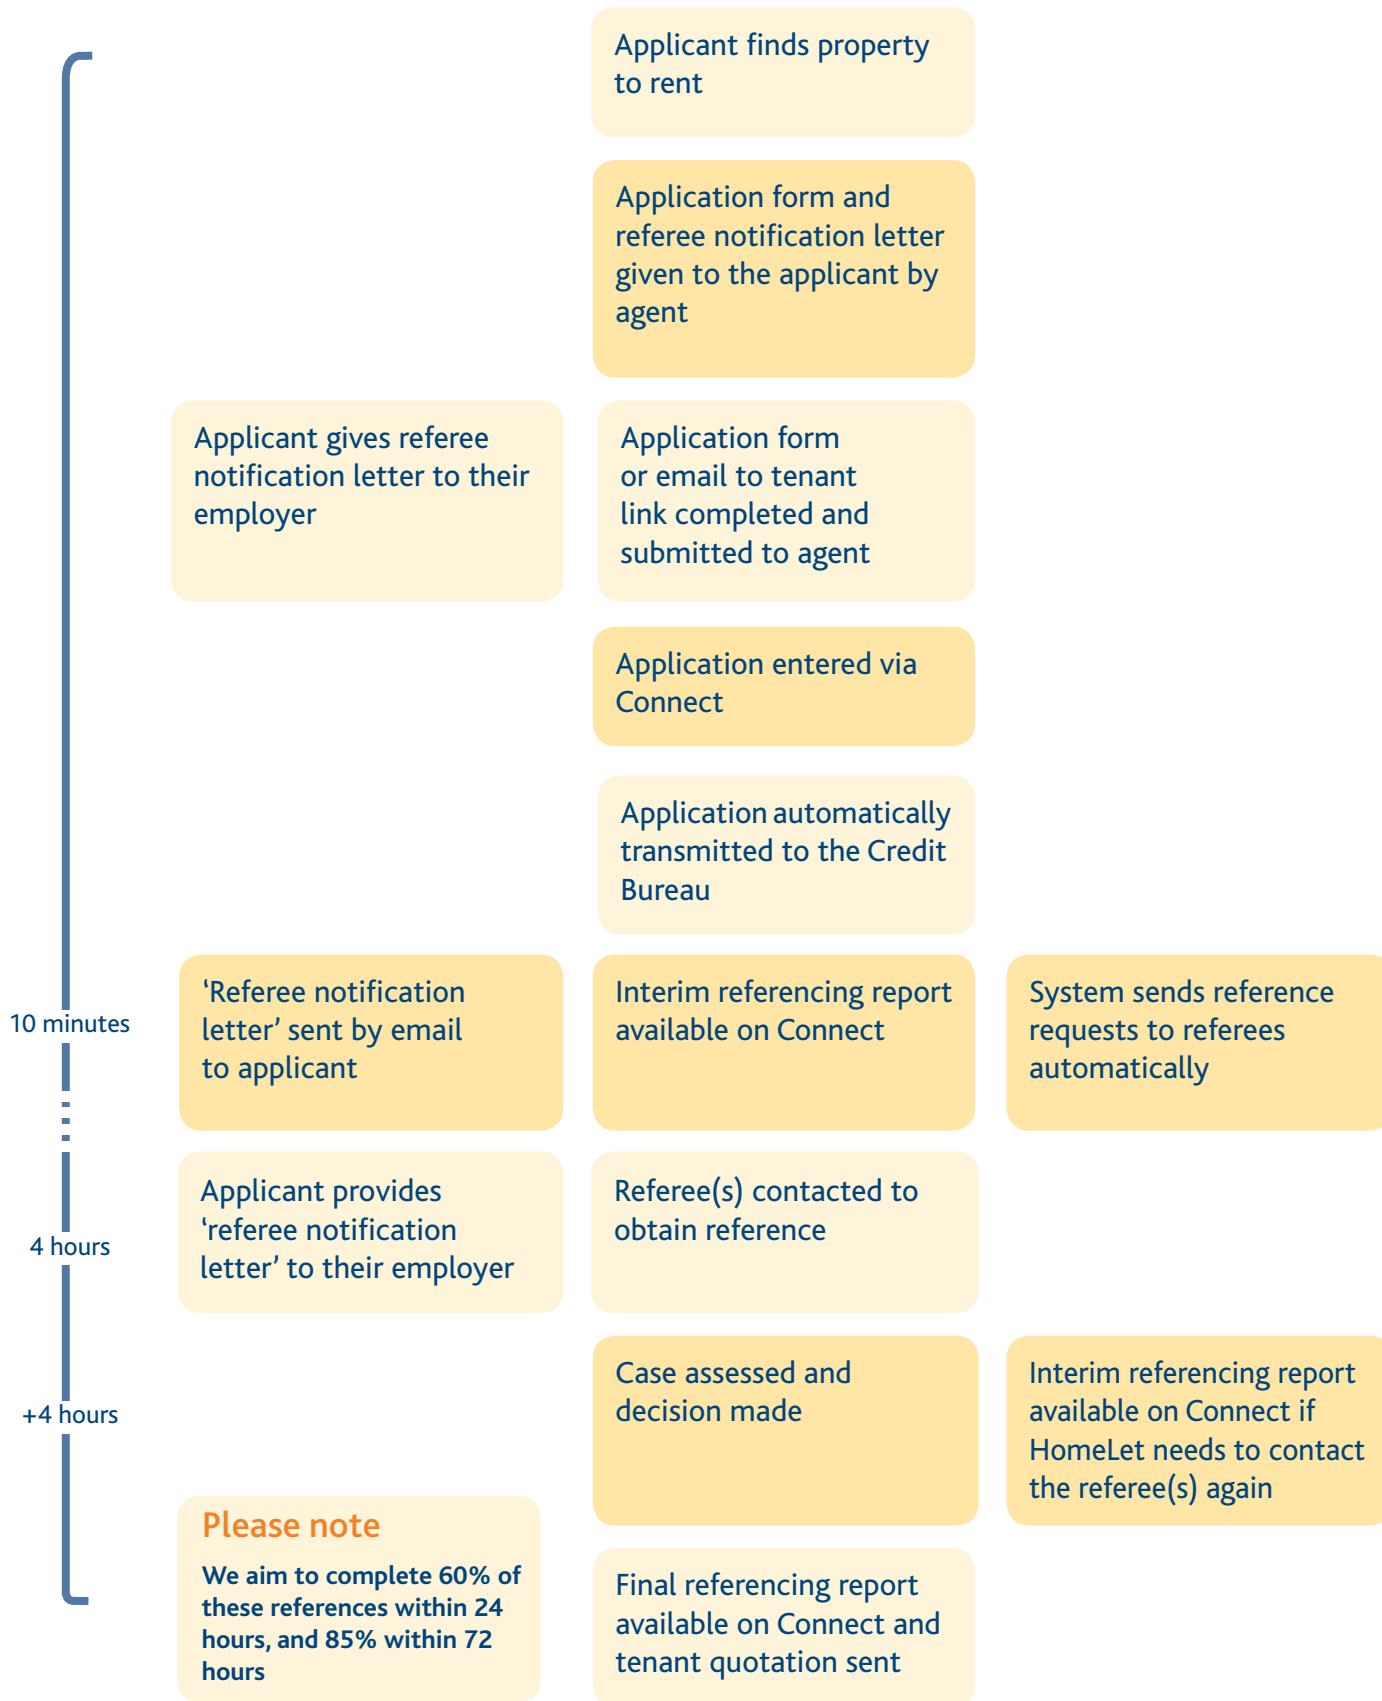 Applicant finds property
to rent
Application form and
referee notification letter
given to the applicant by
agent
Applicant gives referee
notification letter to their
employer
Application form
or email to tenant
link completed and
submitted to agent
Application entered via
Connect
Application automatically
transmitted to the Credit
Bureau
10 minutes
‘Referee notification
letter’ sent by email
to applicant
Interim referencing report
available on Connect
System sends reference
requests to referees
automatically
4 hours
Applicant provides
‘referee notification
letter’ to their employer
Referee(s) contacted to
obtain reference
+4 hours
Case assessed and
decision made
Interim referencing report
available on Connect if
HomeLet needs to contact
the referee(s) again
Please note
We aim to complete 60% of
these references within 24
hours, and 85% within 72
hours
Final referencing report
available on Connect and
tenant quotation sent